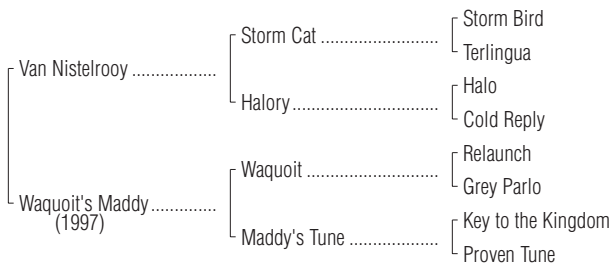 Storm Bird
Storm Cat ........................
Terlingua
Van Nistelrooy .................
Halo
Halory .....................................
Cold Reply
Relaunch
Waquoit ...........................
Grey Parlo
Waquoit's Maddy .............
(1997)
Key to the Kingdom
Maddy's Tune ..................
Proven Tune